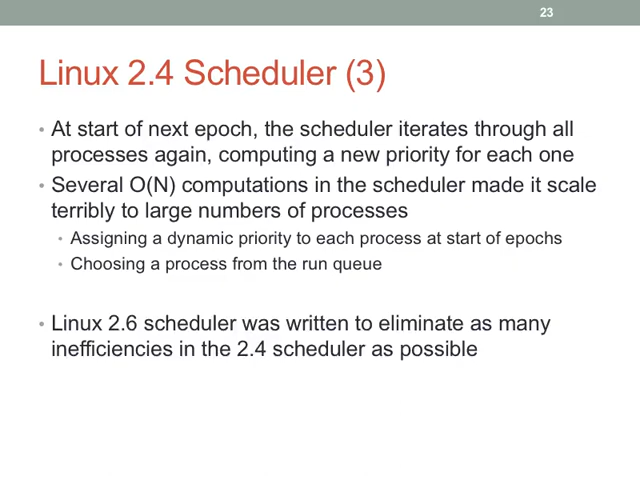 23
Linux 2.4 Scheduler (3)
• At start of next epoch, the scheduler iterates through all
processes again, computing a new priority for each one
• Several O(N) computations in the scheduler made it scale
terribly to large numbers of processes
• Assigning a dynamic priority to each process at start of epochs
• Choosing a process from the run queue
• Linux 2.6 scheduler was written to eliminate as many
inefficiencies in the 2.4 scheduler as possible